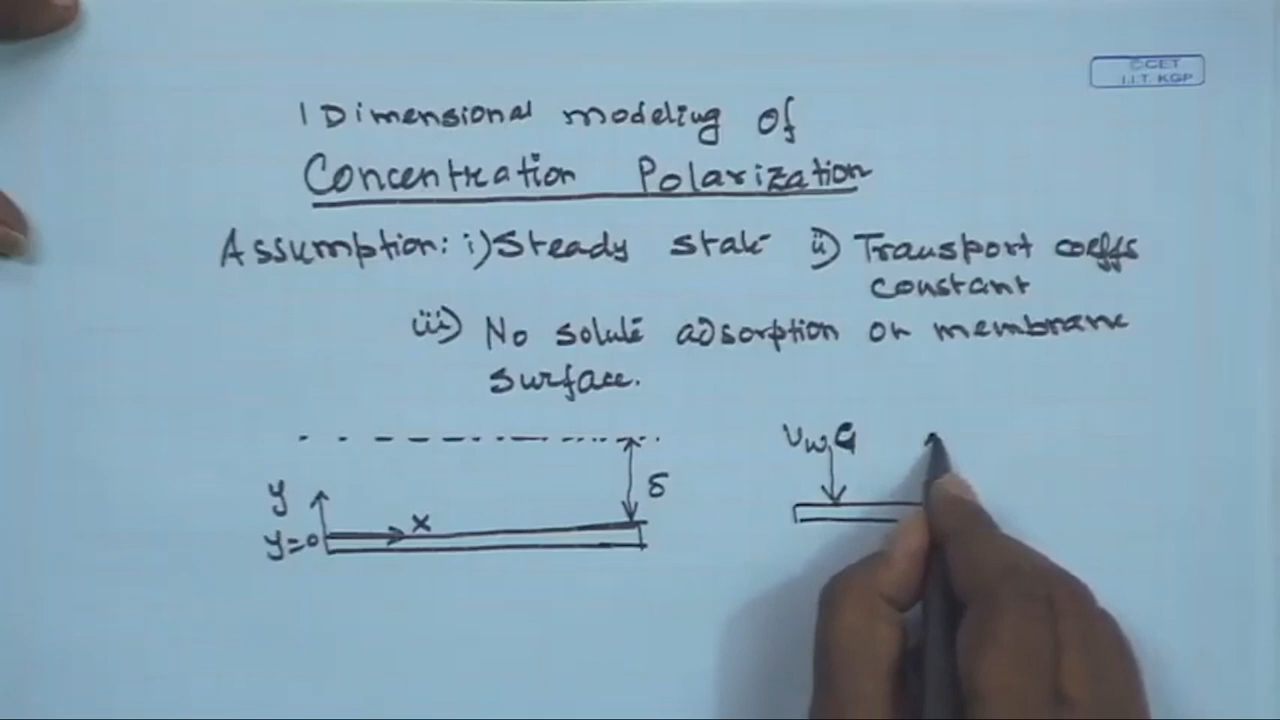 ©CET
I.I.T. KGP
1 Dimensional modeling of
Concentration Polarization
Assumption: i) Steady state ii) Transport coeffs
constant
iii) No solute adsorption on membrane
surface.
δ
y
x
y=0